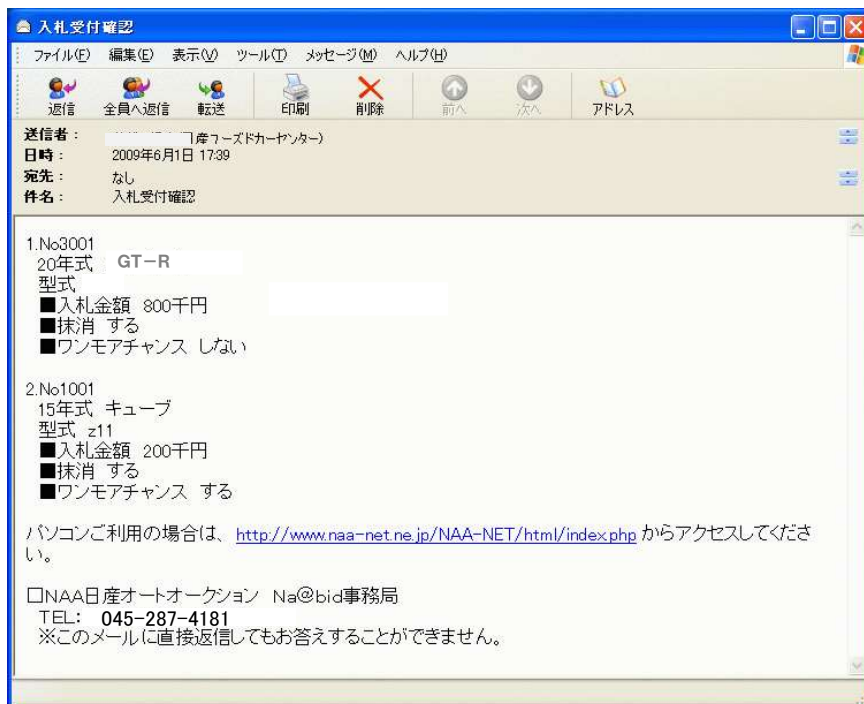 入札受付確認
ファイル(F) 編集(E) 表示(V) ツール(T) メッセージ(M) ヘルプ(H)
返信 全員へ返信 転送 印刷 削除 前へ 次へ アドレス
送信者: 産フーズドカーセンター)
日時: 2009年6月1日 17:39
宛先: なし
件名: 入札受付確認
1.No3001
20年式 GT-R
型式
■入札金額 800千円
■抹消 する
■ワンモアチャンス しない
2.No1001
15年式 キューブ
型式 z11
■入札金額 200千円
■抹消 する
■ワンモアチャンス する
パソコンご利用の場合は、http://www.naa-net.ne.jp/NAA-NET/html/index.php からアクセスしてくださ
い。
□NAA日産オートオークション Na@bid事務局
TEL: 045-287-4181
※このメールに直接返信してもお答えすることができません。